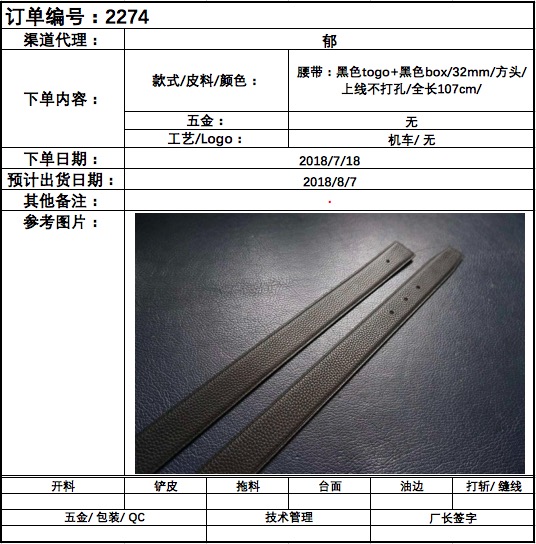 订单编号：2274
渠道代理： 郁
下单内容：
款式/皮料/颜色：
腰带：黑色togo+黑色box/32mm/方头/
上线不打孔/全长107cm/
五金： 无
工艺/Logo： 机车/ 无
下单日期： 2018/7/18
预计出货日期： 2018/8/7
其他备注：
参考图片：
开料 铲皮 拖料 台面 油边 打斩/ 缝线
五金/ 包装/ QC 技术管理 厂长签字